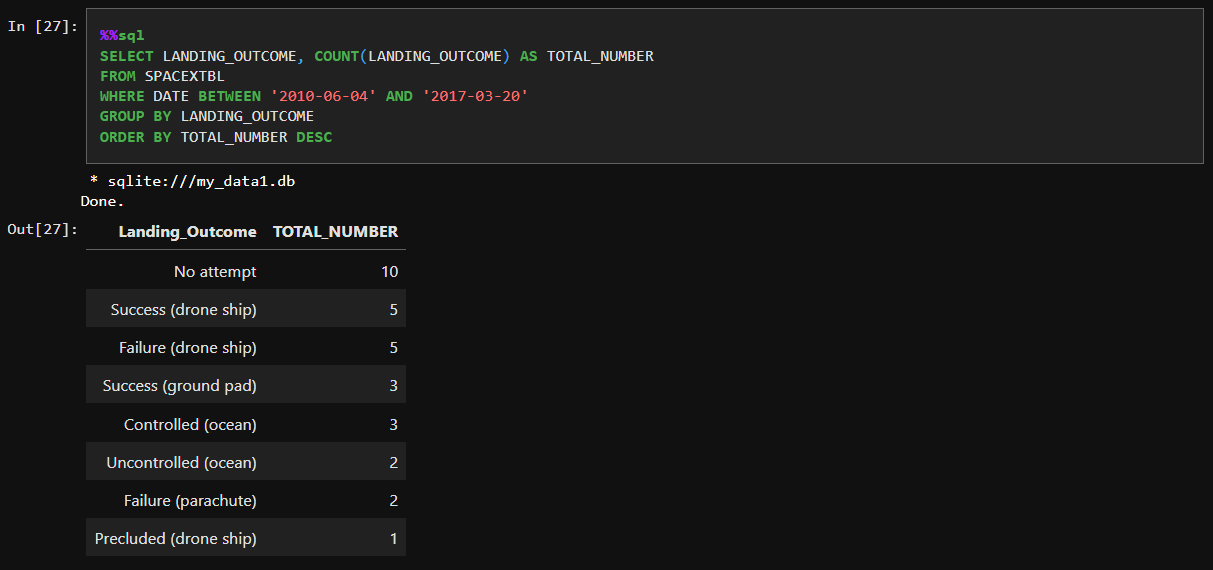 In [27]:
%%sql
SELECT LANDING_OUTCOME, COUNT(LANDING_OUTCOME) AS TOTAL_NUMBER
FROM SPACEXTBL
WHERE DATE BETWEEN '2010-06-04' AND '2017-03-20'
GROUP BY LANDING_OUTCOME
ORDER BY TOTAL_NUMBER DESC
* sqlite:///my_data1.db
Done.
Out[27]:
Landing_Outcome TOTAL_NUMBER
No attempt 10
Success (drone ship) 5
Failure (drone ship) 5
Success (ground pad) 3
Controlled (ocean) 3
Uncontrolled (ocean) 2
Failure (parachute) 2
Precluded (drone ship) 1